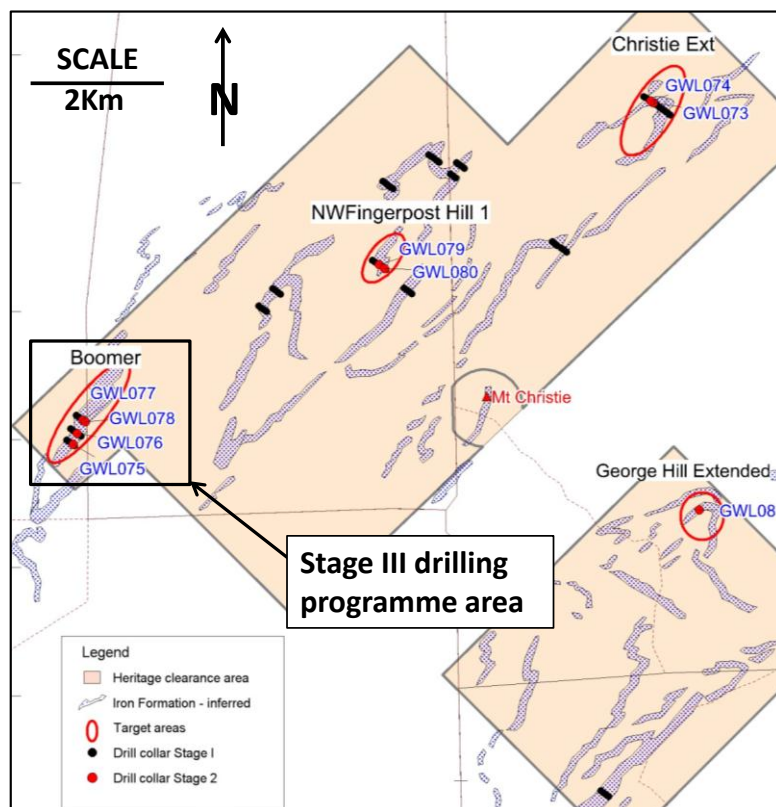 SCALE
2Km
N
Christie Ext
GWL074
GWL073
NWFingerpost Hill 1
GWL079
GWL080
Boomer
GWL077
GWL078
GWL076
GWL075
Mt Christie
George Hill Extended
GWL08
Stage III drilling
programme area
Legend
Heritage clearance area
Iron Formation - inferred
Target areas
Drill collar Stage I
Drill collar Stage 2